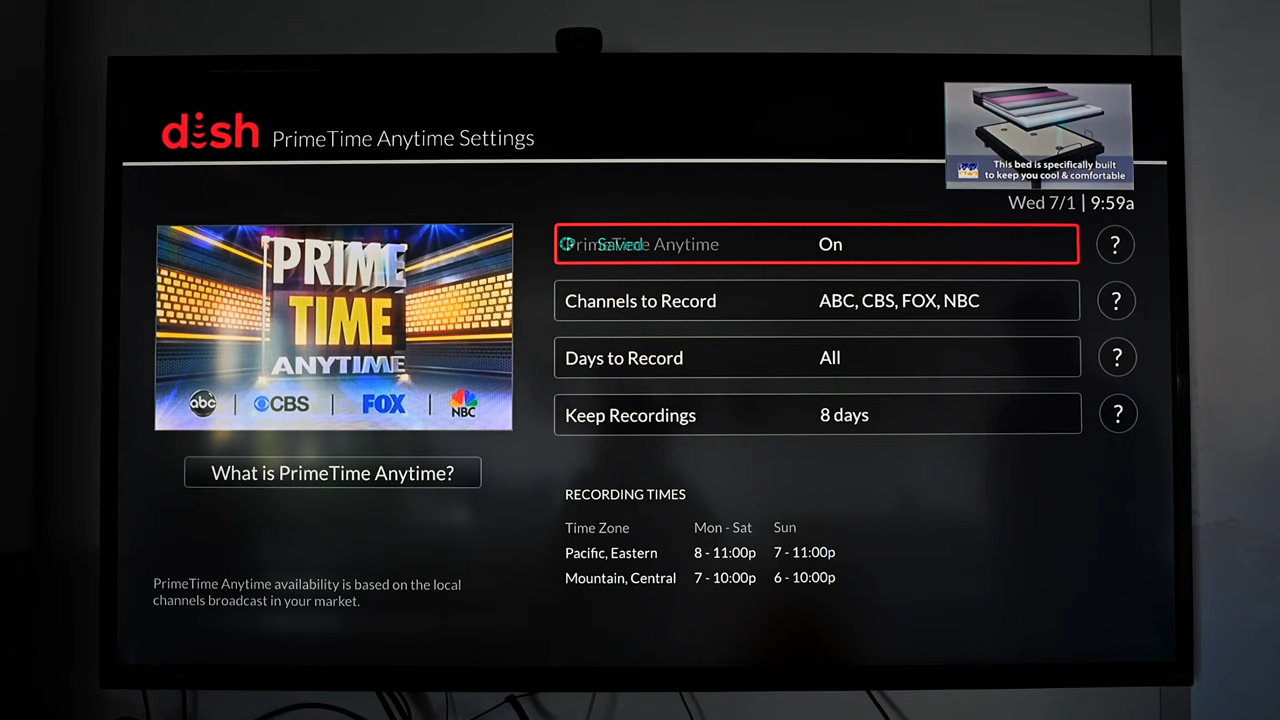 dish PrimeTime Anytime Settings
This bed is specifically built
to keep you cool & comfortable
Wed 7/1 | 9:59a
PRIME
TIME
ANYTIME
abc | CBS | FOX | NBC
What is PrimeTime Anytime?
PrimeTime Anytime availability is based on the local
channels broadcast in your market.
PrimeTime Anytime On ?
Saved
Channels to Record ABC, CBS, FOX, NBC ?
Days to Record All ?
Keep Recordings 8 days ?
RECORDING TIMES
Time Zone Mon - Sat Sun
Pacific, Eastern 8 - 11:00p 7 - 11:00p
Mountain, Central 7 - 10:00p 6 - 10:00p